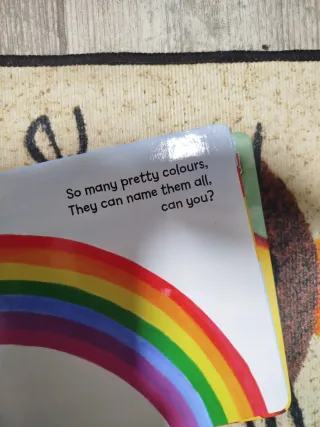 So many pretty colours,
They can name them all,
can you?